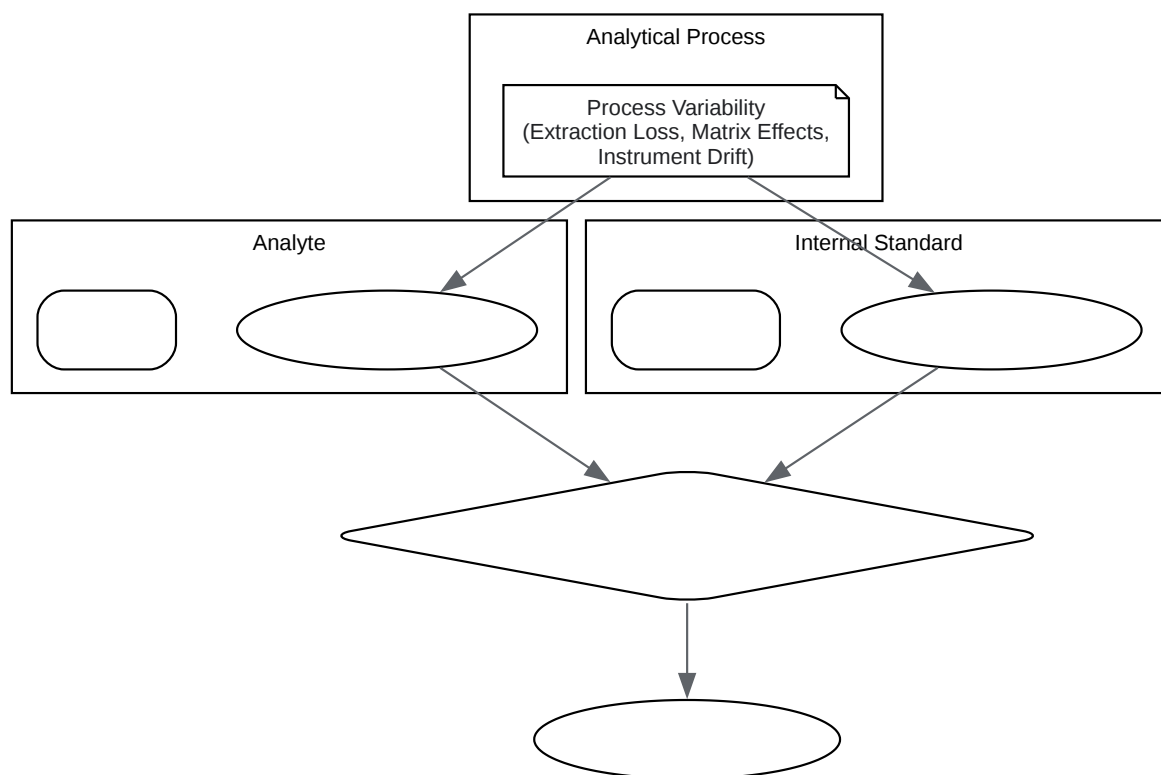 Analytical Process
Process Variability
(Extraction Loss, Matrix Effects,
Instrument Drift)
Analyte
Internal Standard